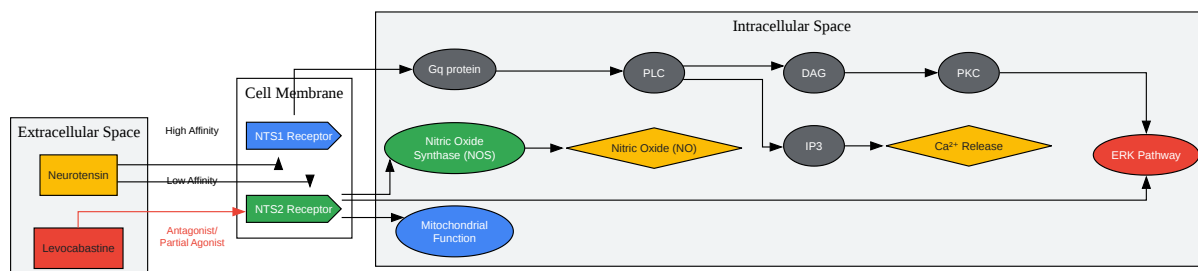 Intracellular Space
Gq protein
PLC
DAG
PKC
Cell Membrane
Extracellular Space
High Affinity
NTS1 Receptor
Nitric Oxide
Synthase (NOS)
Nitric Oxide (NO)
IP3
Ca²⁺ Release
ERK Pathway
Neurotensin
Low Affinity
NTS2 Receptor
Antagonist/
Partial Agonist
Mitochondrial
Function
Levocabastine